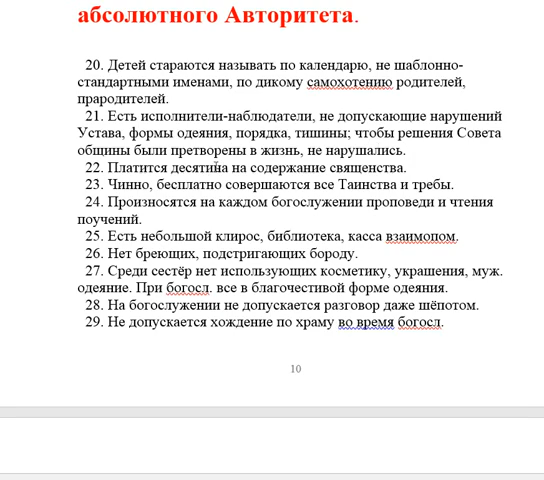 абсолютного Авторитета.
20. Детей стараются называть по календарю, не шаблонно-
стандартными именами, по дикому самохотению родителей,
прародителей.
21. Есть исполнители-наблюдатели, не допускающие нарушений
Устава, формы одеяния, порядка, тишины; чтобы решения Совета
общины были претворены в жизнь, не нарушались.
22. Платится десятина на содержание священства.
23. Чинно, бесплатно совершаются все Таинства и требы.
24. Произносятся на каждом богослужении проповеди и чтения
поучений.
25. Есть небольшой клирос, библиотека, касса взаимопом.
26. Нет бреющих, подстригающих бороду.
27. Среди сестёр нет использующих косметику, украшения, муж.
одеяние. При богосл. все в благочестивой форме одеяния.
28. На богослужении не допускается разговор даже шёпотом.
29. Не допускается хождение по храму во время богосл.
10